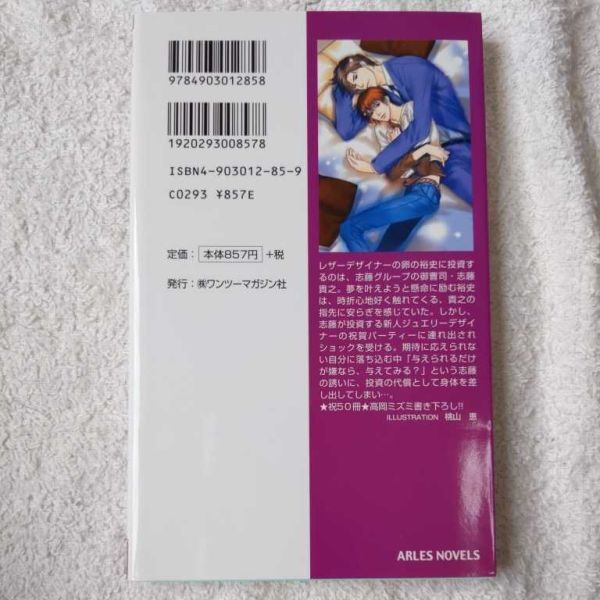 9784903012858
1920293008578
ISBN4-903012-85-9
C0293 ¥857E
定価: 本体857円 +税
発行: ㈱ワンツーマガジン社
レザーデザイナーの卵の裕史に投資す
るのは、志藤グループの御曹司・志藤
貴之。夢を叶えようと懸命に励む裕史
は、時折心地好く触れてくる、貴之の
指先に安らぎを感じていた。しかし、
志藤が投資する新人ジュエリーデザイ
ナーの祝賀パーティーに連れ出され
ショックを受ける。期待に応えられない
自分に落ち込む中「与えられるだけ
が嫌なら、与えてみる？」という志藤
の誘いに、投資の代償として身体を差
し出してしまい…。
★祝50冊★高岡ミズミ書き下ろし!!
ILLUSTRATION 桃山 恵
ARLES NOVELS